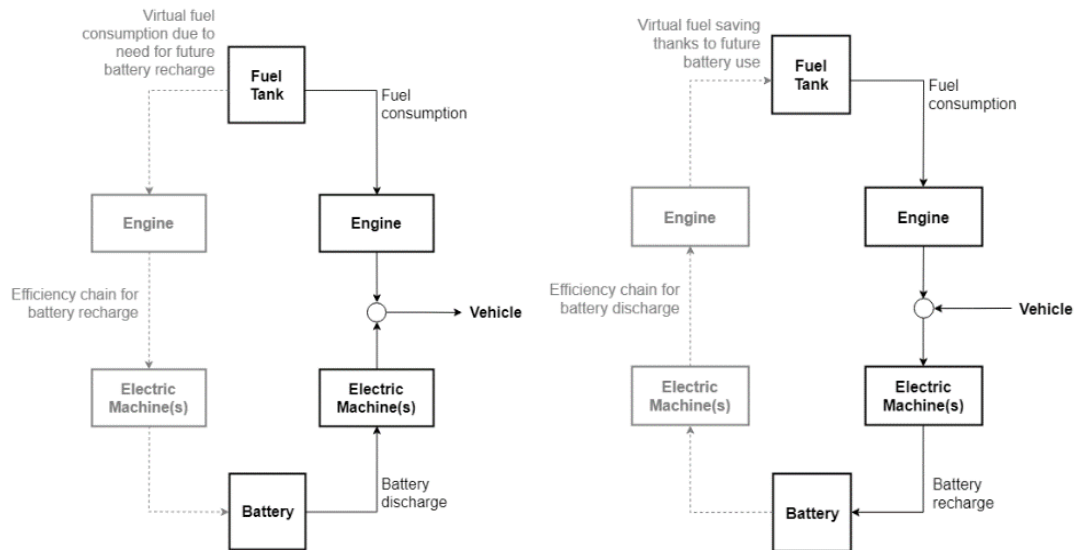 Virtual fuel
consumption due to
need for future
battery recharge
Fuel
Tank
Fuel
consumption
Engine
Engine
Efficiency chain for
battery recharge
Vehicle
Electric
Machine(s)
Electric
Machine(s)
Battery
Battery
discharge
Virtual fuel saving
thanks to future
battery use
Fuel
Tank
Fuel
consumption
Engine
Engine
Efficiency chain for
battery discharge
Vehicle
Electric
Machine(s)
Electric
Machine(s)
Battery
Battery
recharge